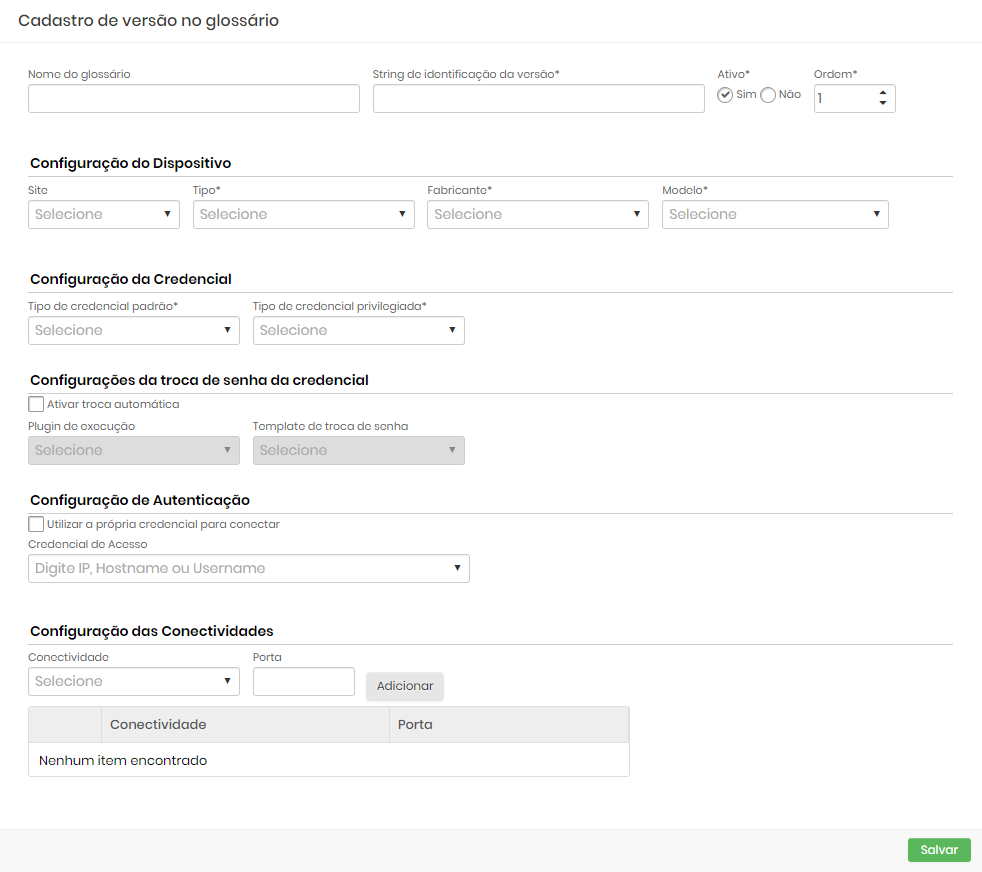 Cadastro de versão no glossário
Nome do glossário String de identificação da versão* Ativo* Ordem*
Sim Não 1
Configuração do Dispositivo
Site Tipo* Fabricante* Modelo*
Selecione Selecione Selecione Selecione
Configuração da Credencial
Tipo de credencial padrão* Tipo de credencial privilegiada*
Selecione Selecione
Configurações da troca de senha da credencial
Ativar troca automática
Plugin de execução Template de troca de senha
Selecione Selecione
Configuração de Autenticação
Utilizar a própria credencial para conectar
Credencial de Acesso
Digite IP, Hostname ou Username
Configuração das Conectividades
Conectividade Porta
Selecione Adicionar
Conectividade Porta
Nenhum item encontrado
Salvar